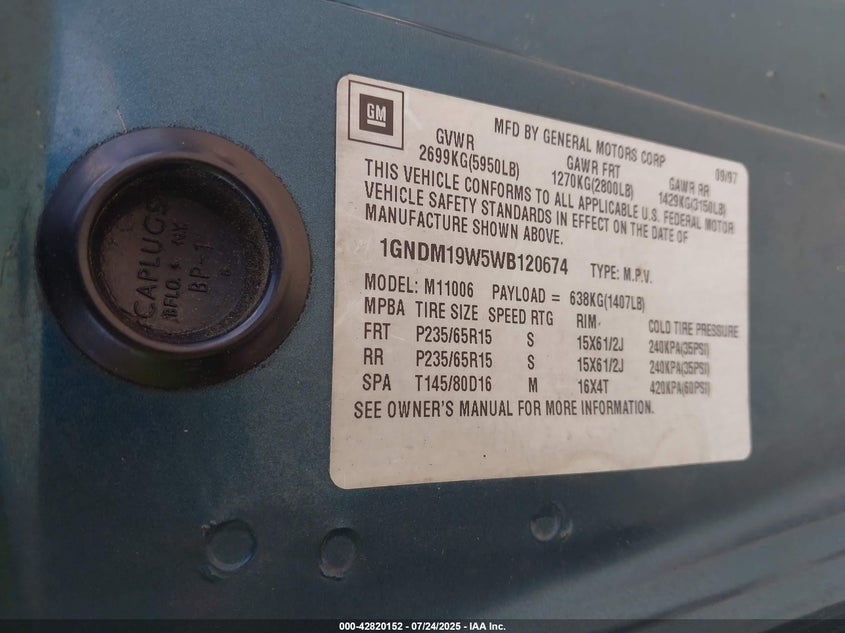 CAPLUGS
BFLO. NY.
BP-1
GM
MFD BY GENERAL MOTORS CORP 09/97
GVWR GAWR FRT GAWR RR
2699KG(5950LB) 1270KG(2800LB) 1429KG(3150LB)
THIS VEHICLE CONFORMS TO ALL APPLICABLE U.S. FEDERAL MOTOR
VEHICLE SAFETY STANDARDS IN EFFECT ON THE DATE OF
MANUFACTURE SHOWN ABOVE.
1GNDM19W5WB120674 TYPE: M.P.V.
MODEL: M11006 PAYLOAD = 638KG(1407LB)
MPBA TIRE SIZE SPEED RTG RIM COLD TIRE PRESSURE
FRT P235/65R15 S 15X61/2J 240KPA(35PSI)
RR P235/65R15 S 15X61/2J 240KPA(35PSI)
SPA T145/80D16 M 16X4T 420KPA(60PSI)
SEE OWNER'S MANUAL FOR MORE INFORMATION.
000-42820152 - 07/24/2025 - IAA Inc.